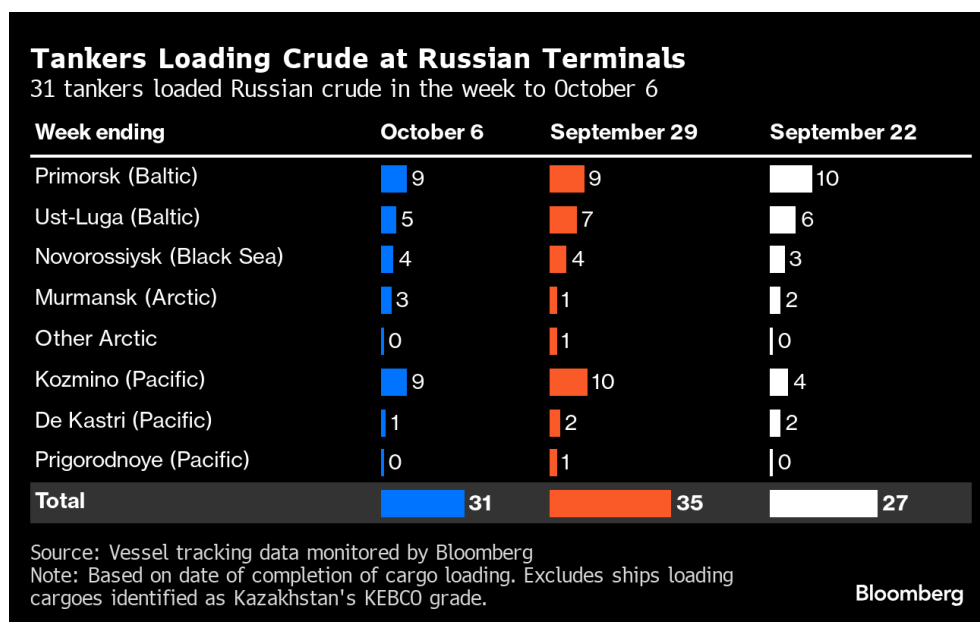 Tankers Loading Crude at Russian Terminals
31 tankers loaded Russian crude in the week to October 6
Week ending October 6 September 29 September 22
Primorsk (Baltic) 9 9 10
Ust-Luga (Baltic) 5 7 6
Novorossiysk (Black Sea) 4 4 3
Murmansk (Arctic) 3 1 2
Other Arctic 0 1 0
Kozmino (Pacific) 9 10 4
De Kastri (Pacific) 1 2 2
Prigorodnoye (Pacific) 0 1 0
Total 31 35 27
Source: Vessel tracking data monitored by Bloomberg
Note: Based on date of completion of cargo loading. Excludes ships loading
cargoes identified as Kazakhstan's KEBCO grade.
Bloomberg